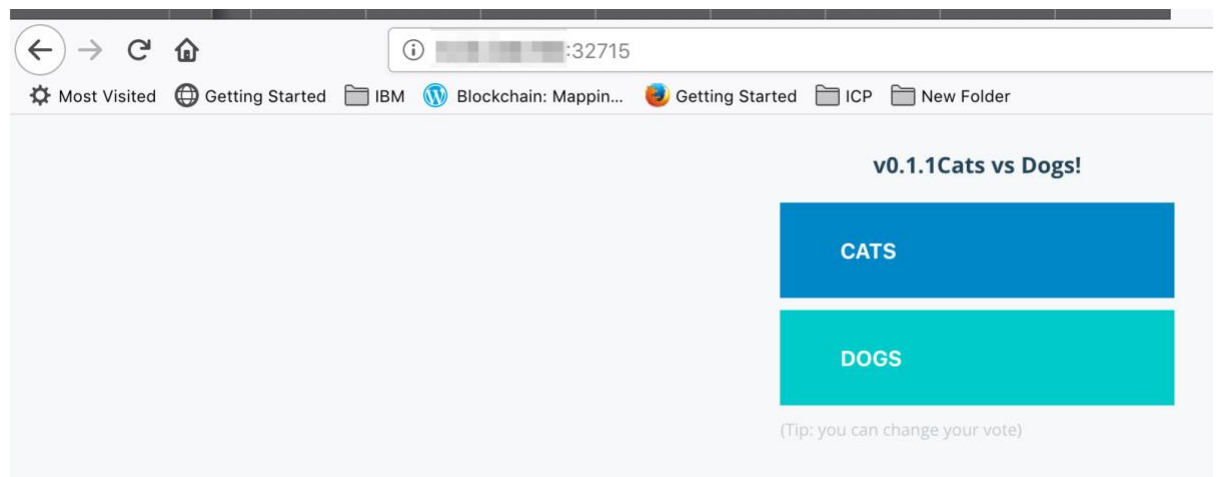 :32715
Most Visited Getting Started IBM Blockchain: Mappin... Getting Started ICP New Folder
v0.1.1Cats vs Dogs!
CATS
DOGS
(Tip: you can change your vote)